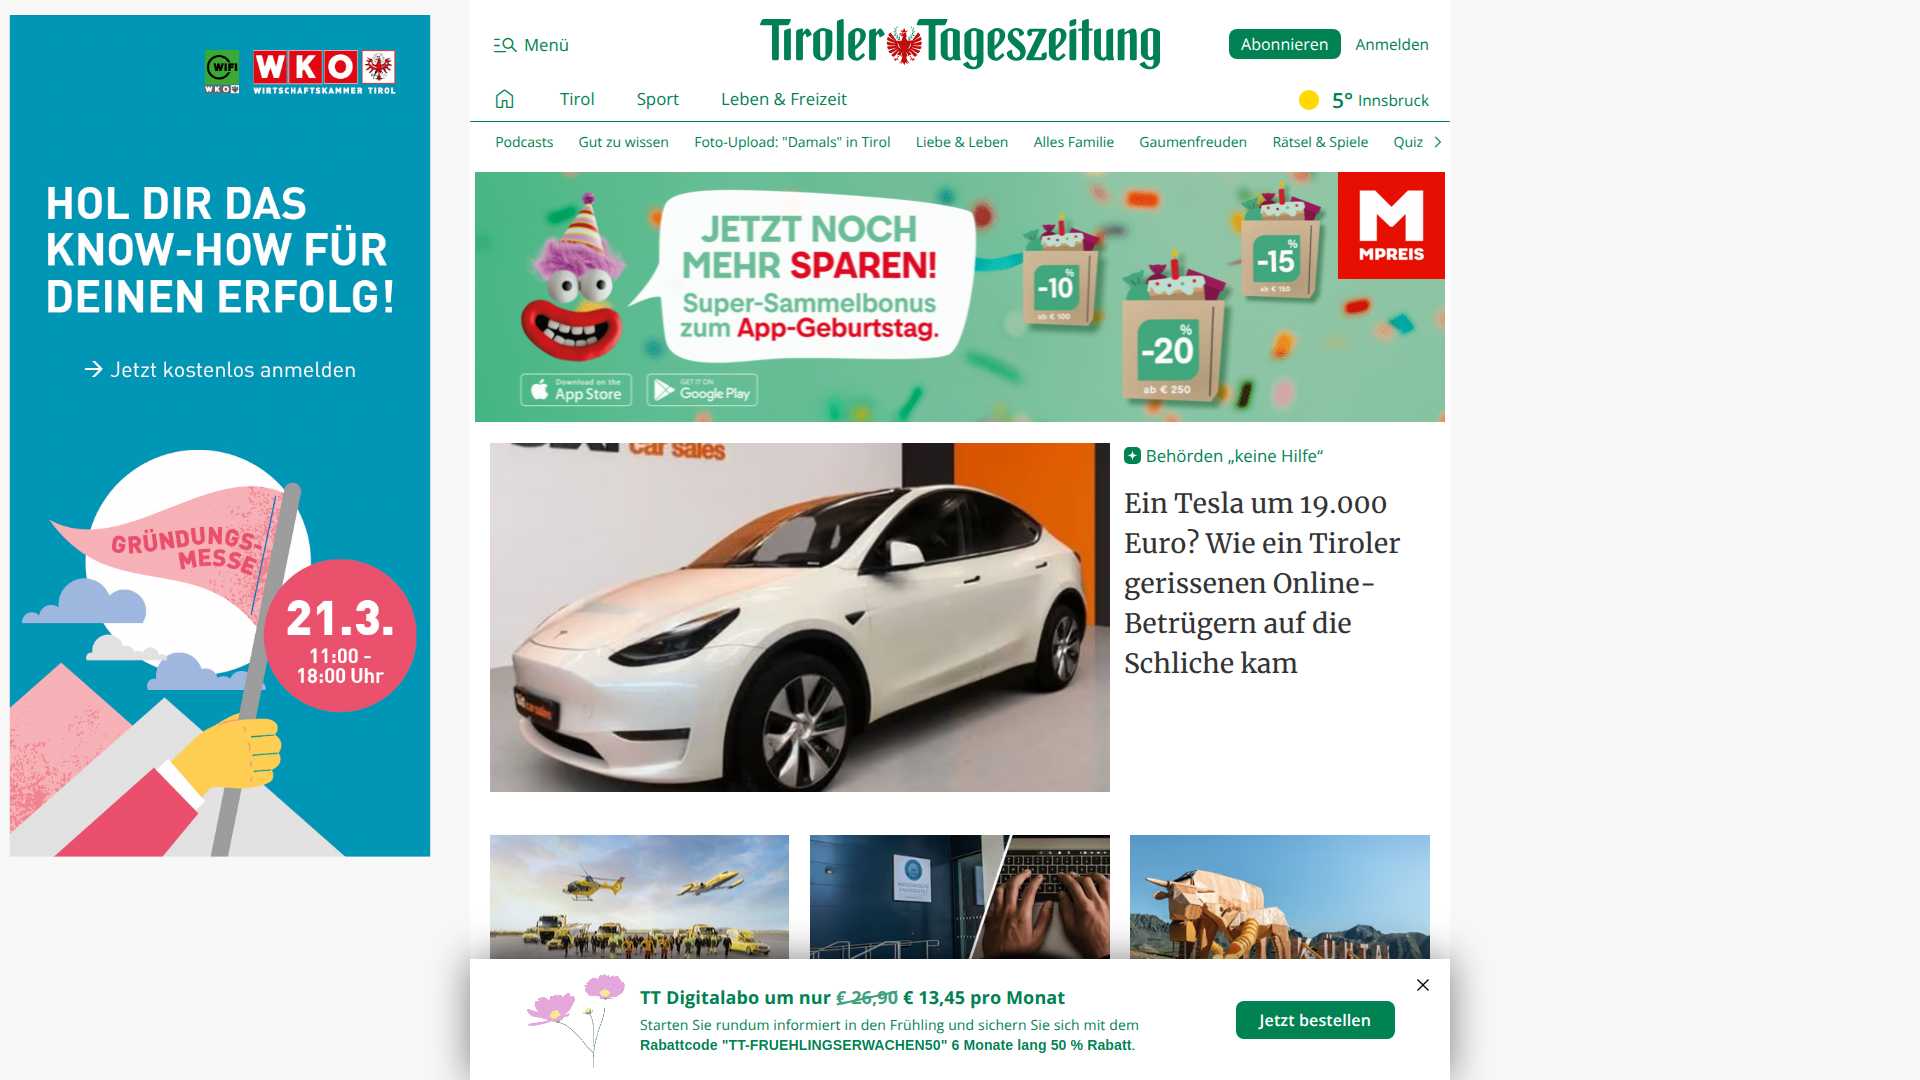 WIFI
WKO
WKO
WIRTSCHAFTSKAMMER TIROL
HOL DIR DAS
KNOW-HOW FÜR
DEINEN ERFOLG!
→ Jetzt kostenlos anmelden
GRÜNDUNGS-
MESSE
21.3.
11:00 -
18:00 Uhr
Menü
Tiroler Tageszeitung
Abonnieren
Anmelden
Tirol
Sport
Leben & Freizeit
5° Innsbruck
Podcasts
Gut zu wissen
Foto-Upload: "Damals" in Tirol
Liebe & Leben
Alles Familie
Gaumenfreuden
Rätsel & Spiele
Quiz
JETZT NOCH
MEHR SPAREN!
Super-Sammelbonus
zum App-Geburtstag.
Download on the
App Store
GET IT ON
Google Play
-10%
ab € 100
-20%
ab € 250
-15%
ab € 150
M
MPREIS
car sales
car sales
Behörden „keine Hilfe“
Ein Tesla um 19.000
Euro? Wie ein Tiroler
gerissenen Online-
Betrügern auf die
Schliche kam
TT Digitalabo um nur € 26,90 € 13,45 pro Monat
Starten Sie rundum informiert in den Frühling und sichern Sie sich mit dem
Rabattcode "TT-FRUEHLINGSERWACHEN50" 6 Monate lang 50 % Rabatt.
Jetzt bestellen